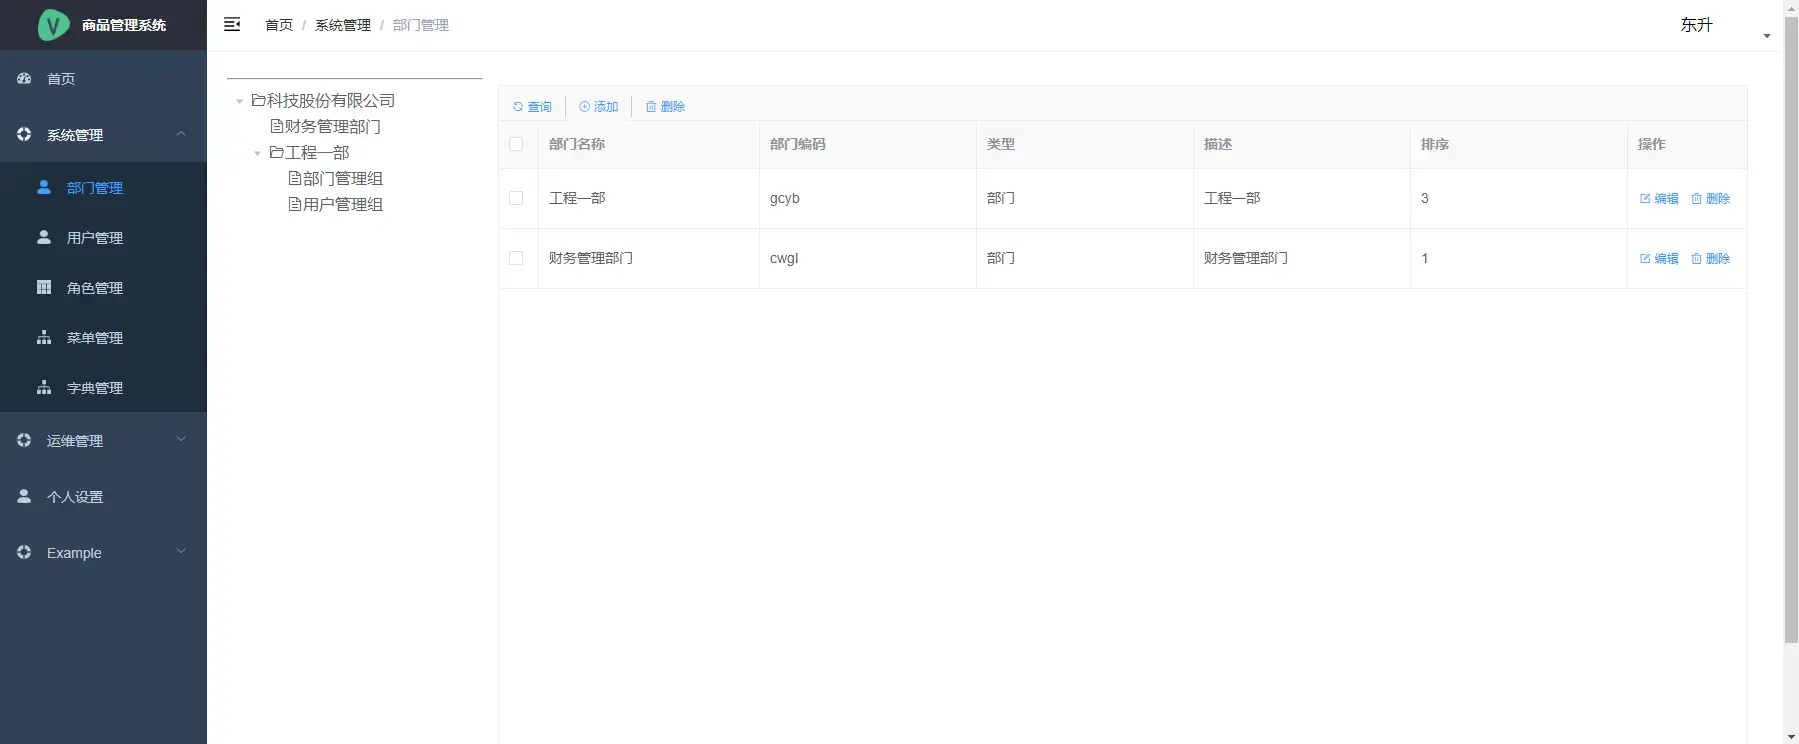 商品管理系统
首页 / 系统管理 / 部门管理
东升
首页
系统管理
部门管理
用户管理
角色管理
菜单管理
字典管理
运维管理
个人设置
Example
科技股份有限公司
财务管理部门
工程一部
部门管理组
用户管理组
查询 添加 删除
部门名称 部门编码 类型 描述 排序 操作
工程一部 gcyb 部门 工程一部 3 编辑 删除
财务管理部门 cwgl 部门 财务管理部门 1 编辑 删除